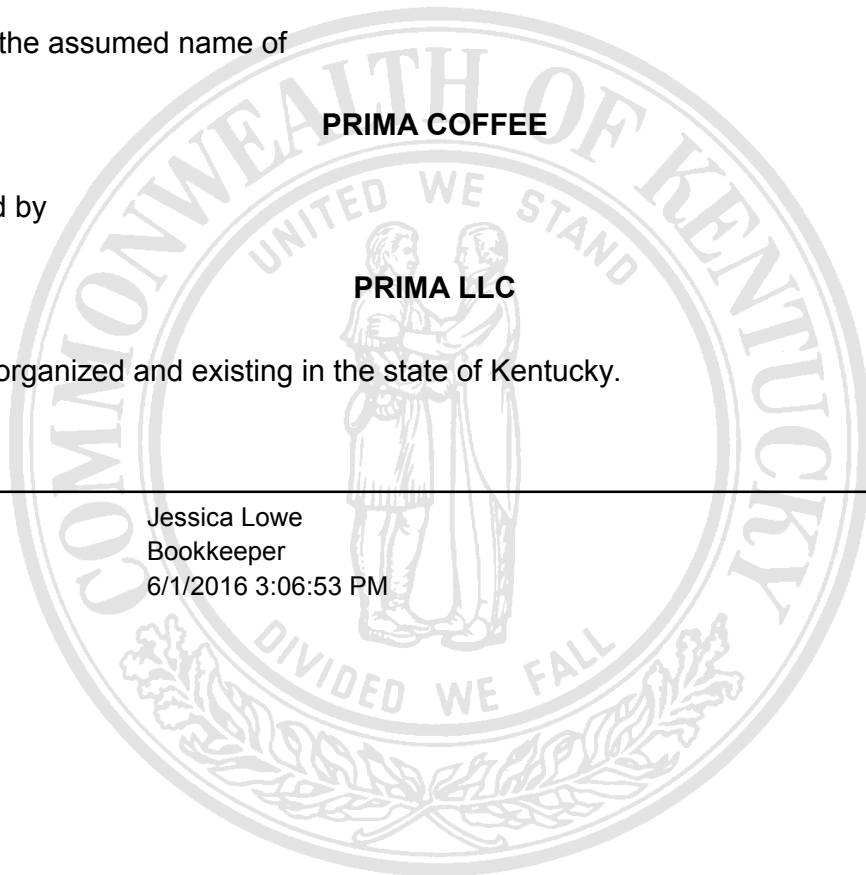 the assumed name of
PRIMA COFFEE
d by
PRIMA LLC
organized and existing in the state of Kentucky.
Jessica Lowe
Bookkeeper
6/1/2016 3:06:53 PM
COMMONWEALTH OF KENTUCKY
UNITED WE STAND
DIVIDED WE FALL